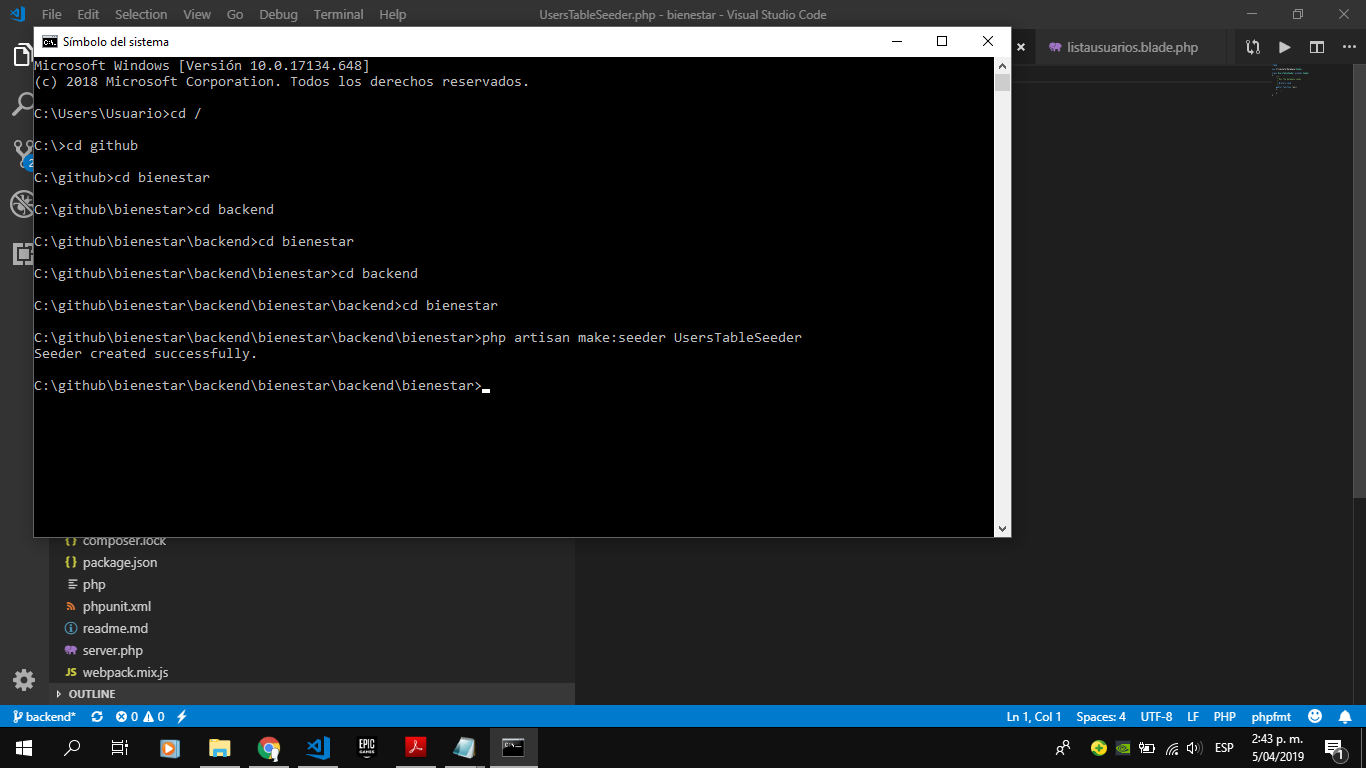 File Edit Selection View Go Debug Terminal Help
UsersTableSeeder.php - bienestar - Visual Studio Code
Símbolo del sistema
listausuarios.blade.php
Microsoft Windows [Versión 10.0.17134.648]
(c) 2018 Microsoft Corporation. Todos los derechos reservados.
C:\Users\Usuario>cd /
C:\>cd github
C:\github>cd bienestar
C:\github\bienestar>cd backend
C:\github\bienestar\backend>cd bienestar
C:\github\bienestar\backend\bienestar>cd backend
C:\github\bienestar\backend\bienestar\backend>cd bienestar
C:\github\bienestar\backend\bienestar\backend\bienestar>php artisan make:seeder UsersTableSeeder
Seeder created successfully.
C:\github\bienestar\backend\bienestar\backend\bienestar>
composer.lock
package.json
php
phpunit.xml
readme.md
server.php
JS webpack.mix.js
OUTLINE
backend* 0 0
Ln 1, Col 1 Spaces: 4 UTF-8 LF PHP phpfmt
EPIC GAMES
ESP
2:43 p. m.
5/04/2019
1